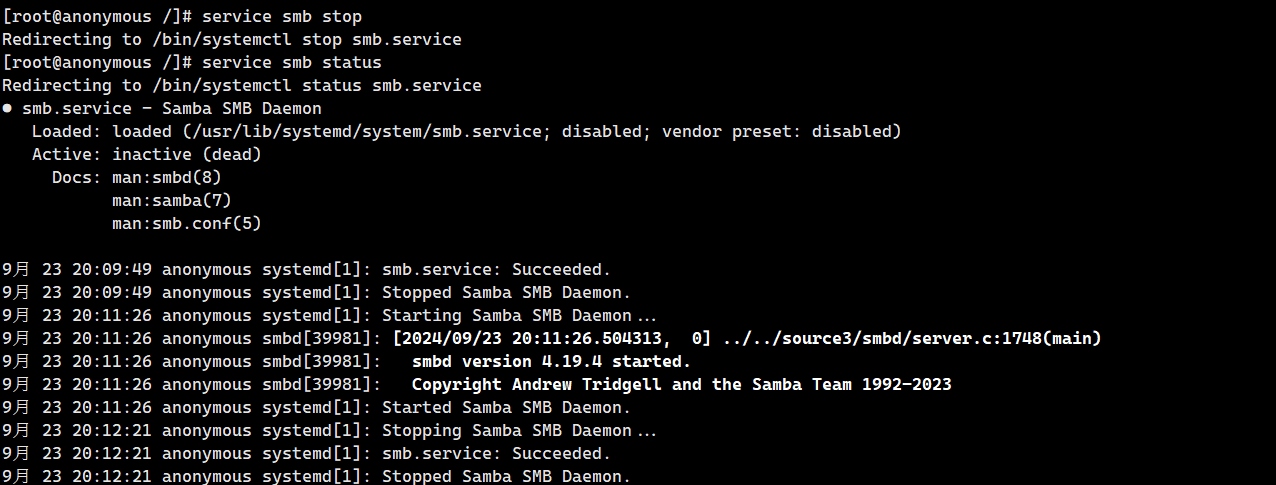 [root@anonymous /]# service smb stop
Redirecting to /bin/systemctl stop smb.service
[root@anonymous /]# service smb status
Redirecting to /bin/systemctl status smb.service
● smb.service - Samba SMB Daemon
   Loaded: loaded (/usr/lib/systemd/system/smb.service; disabled; vendor preset: disabled)
   Active: inactive (dead)
     Docs: man:smbd(8)
           man:samba(7)
           man:smb.conf(5)

9月 23 20:09:49 anonymous systemd[1]: smb.service: Succeeded.
9月 23 20:09:49 anonymous systemd[1]: Stopped Samba SMB Daemon.
9月 23 20:11:26 anonymous systemd[1]: Starting Samba SMB Daemon...
9月 23 20:11:26 anonymous smbd[39981]: [2024/09/23 20:11:26.504313,  0] ../../source3/smbd/server.c:1748(main)
9月 23 20:11:26 anonymous smbd[39981]:   smbd version 4.19.4 started.
9月 23 20:11:26 anonymous smbd[39981]:   Copyright Andrew Tridgell and the Samba Team 1992-2023
9月 23 20:11:26 anonymous systemd[1]: Started Samba SMB Daemon.
9月 23 20:12:21 anonymous systemd[1]: Stopping Samba SMB Daemon...
9月 23 20:12:21 anonymous systemd[1]: smb.service: Succeeded.
9月 23 20:12:21 anonymous systemd[1]: Stopped Samba SMB Daemon.